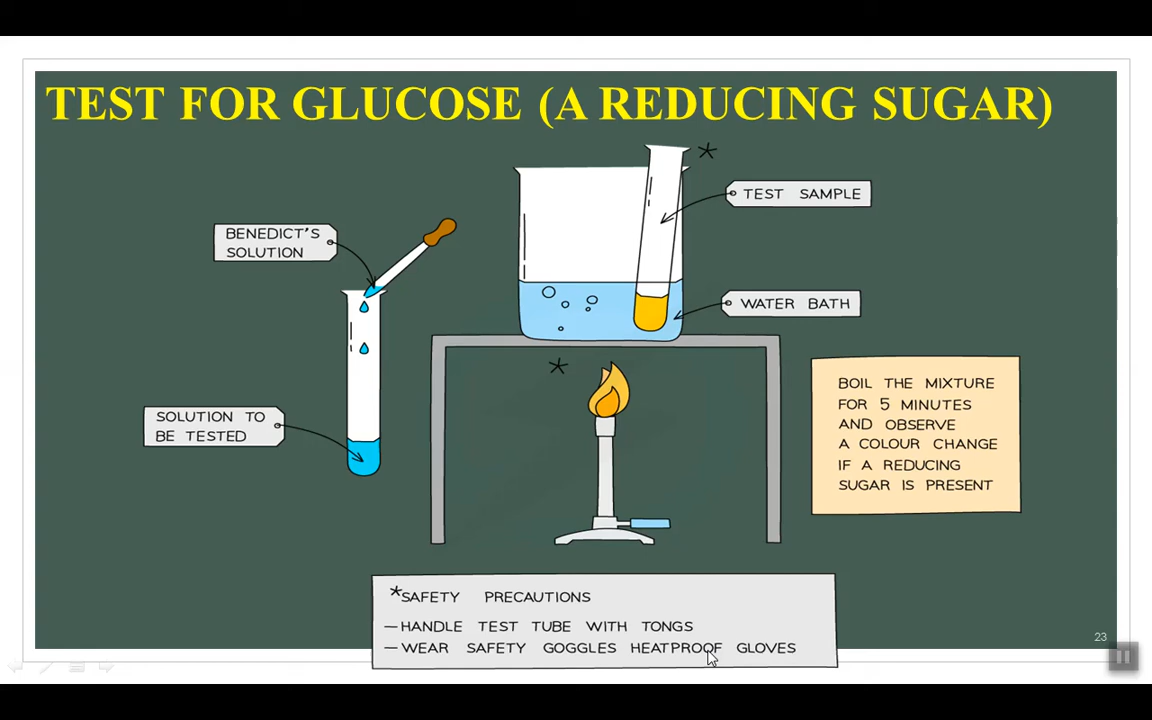 TEST FOR GLUCOSE (A REDUCING SUGAR)
*
TEST SAMPLE
BENEDICT'S
SOLUTION
WATER BATH
*
BOIL THE MIXTURE
FOR 5 MINUTES
AND OBSERVE
A COLOUR CHANGE
IF A REDUCING
SUGAR IS PRESENT
SOLUTION TO
BE TESTED
*SAFETY PRECAUTIONS
—HANDLE TEST TUBE WITH TONGS
—WEAR SAFETY GOGGLES HEATPROOF GLOVES
23